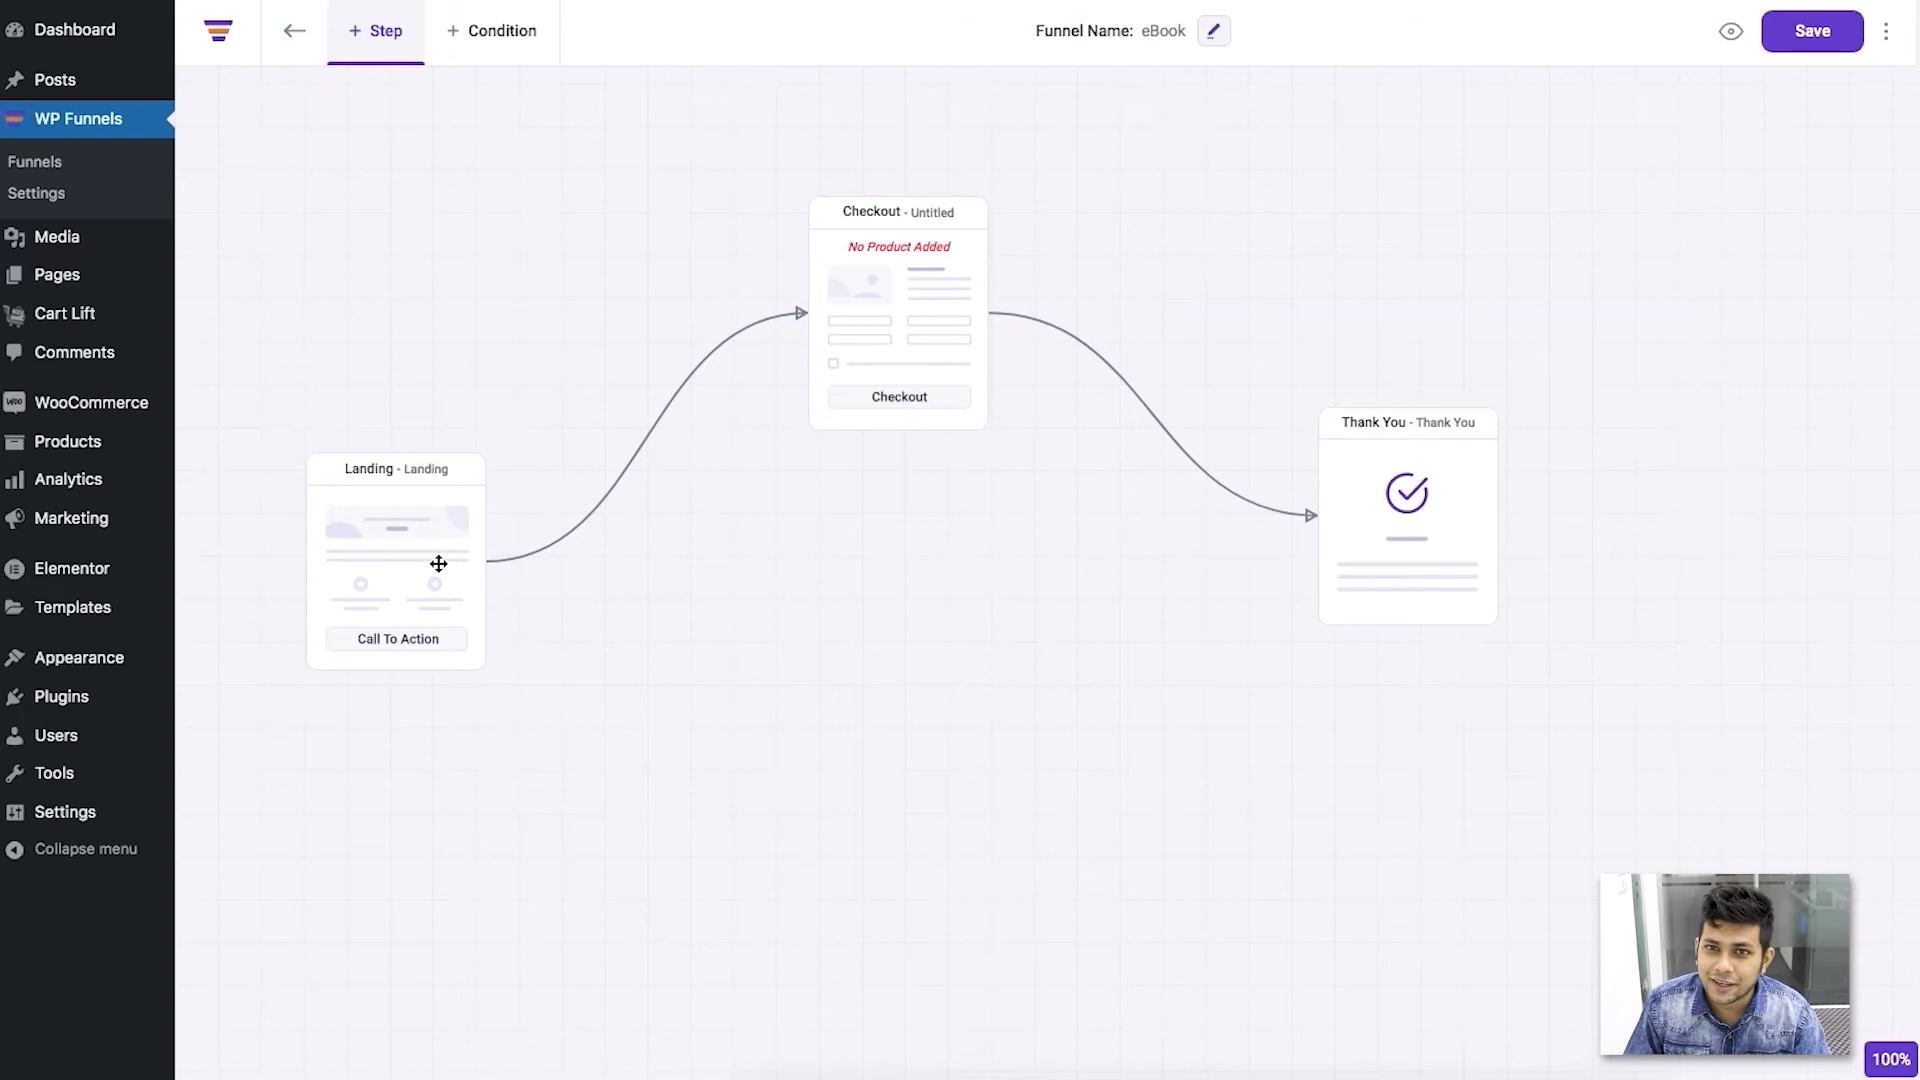 Dashboard
Posts
WP Funnels
Funnels
Settings
Media
Pages
Cart Lift
Comments
WooCommerce
Products
Analytics
Marketing
Elementor
Templates
Appearance
Plugins
Users
Tools
Settings
Collapse menu
+ Step
+ Condition
Funnel Name: eBook
Save
Checkout - Untitled
No Product Added
Checkout
Thank You - Thank You
Landing - Landing
Call To Action
100%